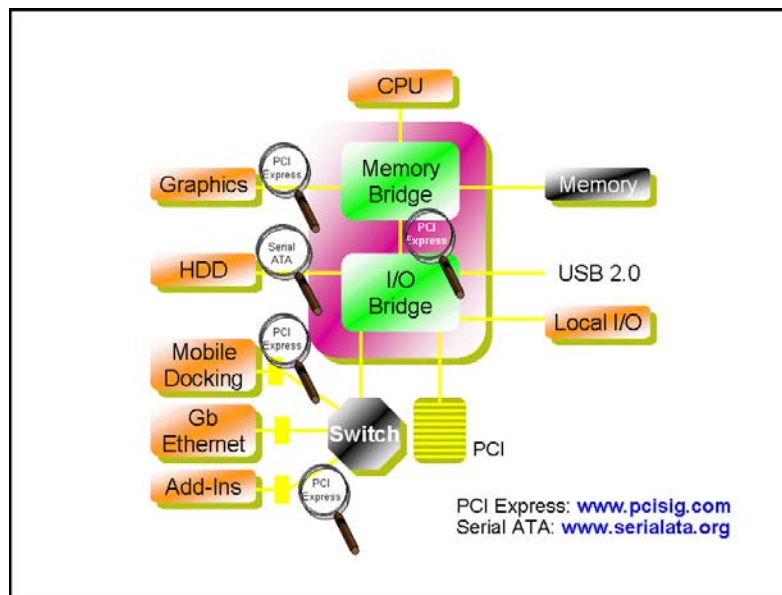 CPU
PCI
Express
Graphics
Memory
Bridge
Memory
PCI
Express
Serial
ATA
HDD
I/O
Bridge
USB 2.0
Local I/O
PCI
Express
Mobile
Docking
Gb
Ethernet
Switch
PCI
Add-Ins
PCI
Express
PCI Express: www.pcisig.com
Serial ATA: www.serialata.org